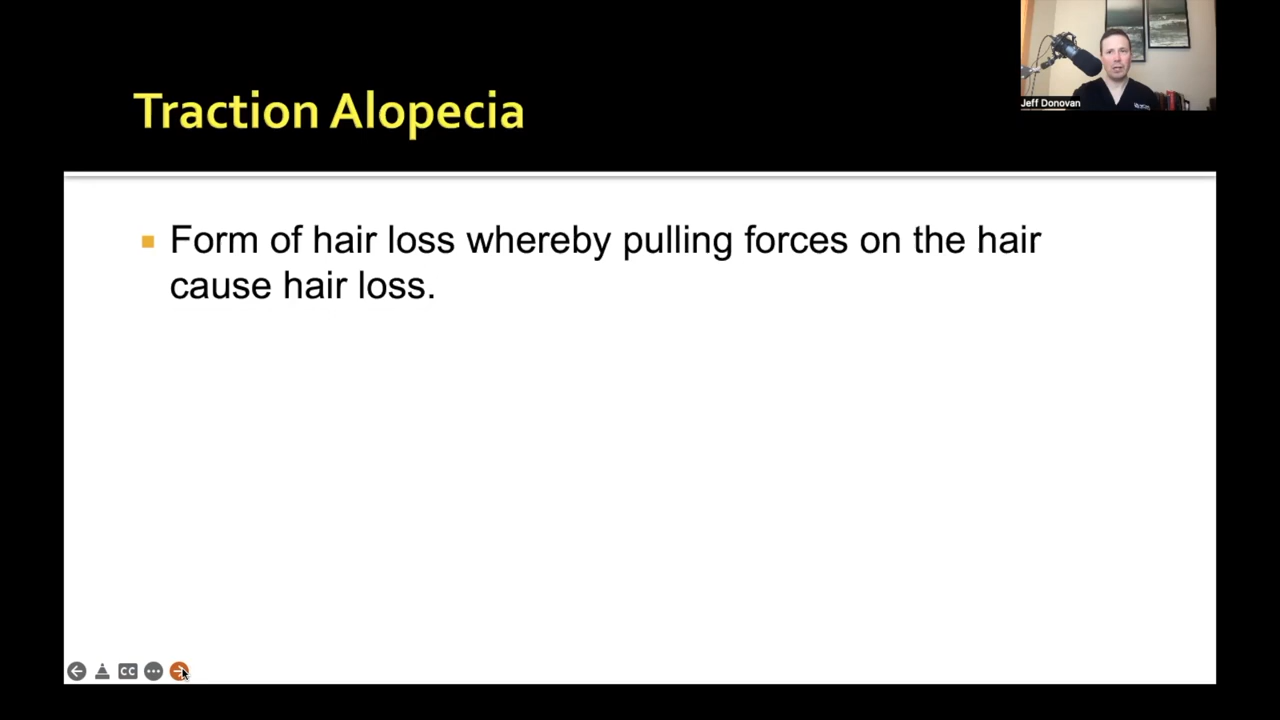 Traction Alopecia
Jeff Donovan
Form of hair loss whereby pulling forces on the hair
cause hair loss.
CC